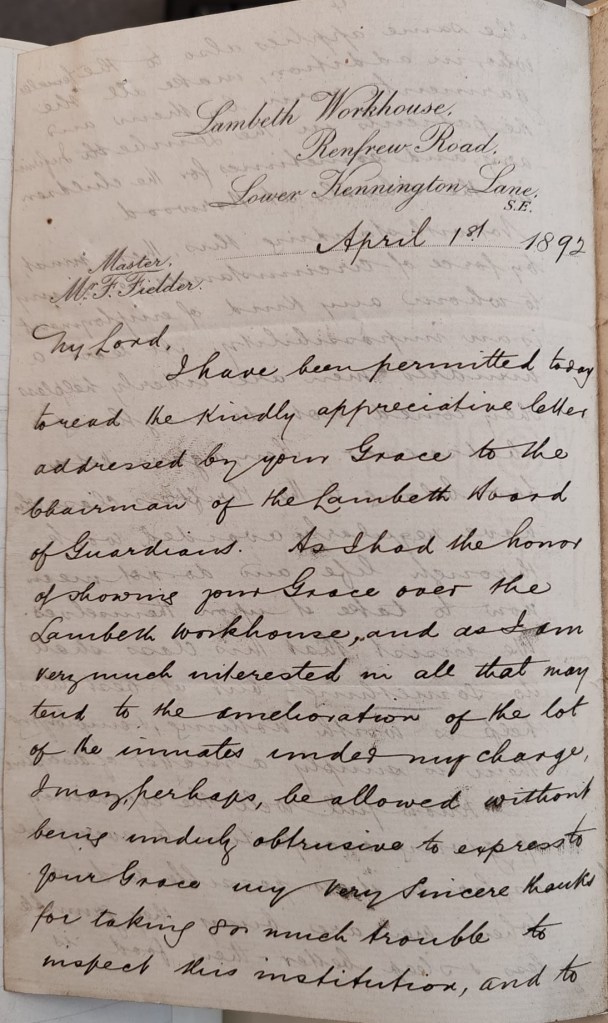 Lambeth Workhouse,
Renfrew Road.
Lower Kennington Lane,
S.E.
April 1st 1892
Master,
Mr. F. Fielder.
My Lord,
I have been permitted today
to read the kindly appreciative letter
addressed by your Grace to the
Chairman of the Lambeth Board
of Guardians. As I had the honor
of showing your Grace over the
Lambeth Workhouse, and as I am
very much interested in all that may
tend to the amelioration of the lot
of the inmates under my charge,
I may, perhaps, be allowed without
being unduly obtrusive to express to
your Grace my very sincere thanks
for taking so much trouble to
inspect this institution, and to